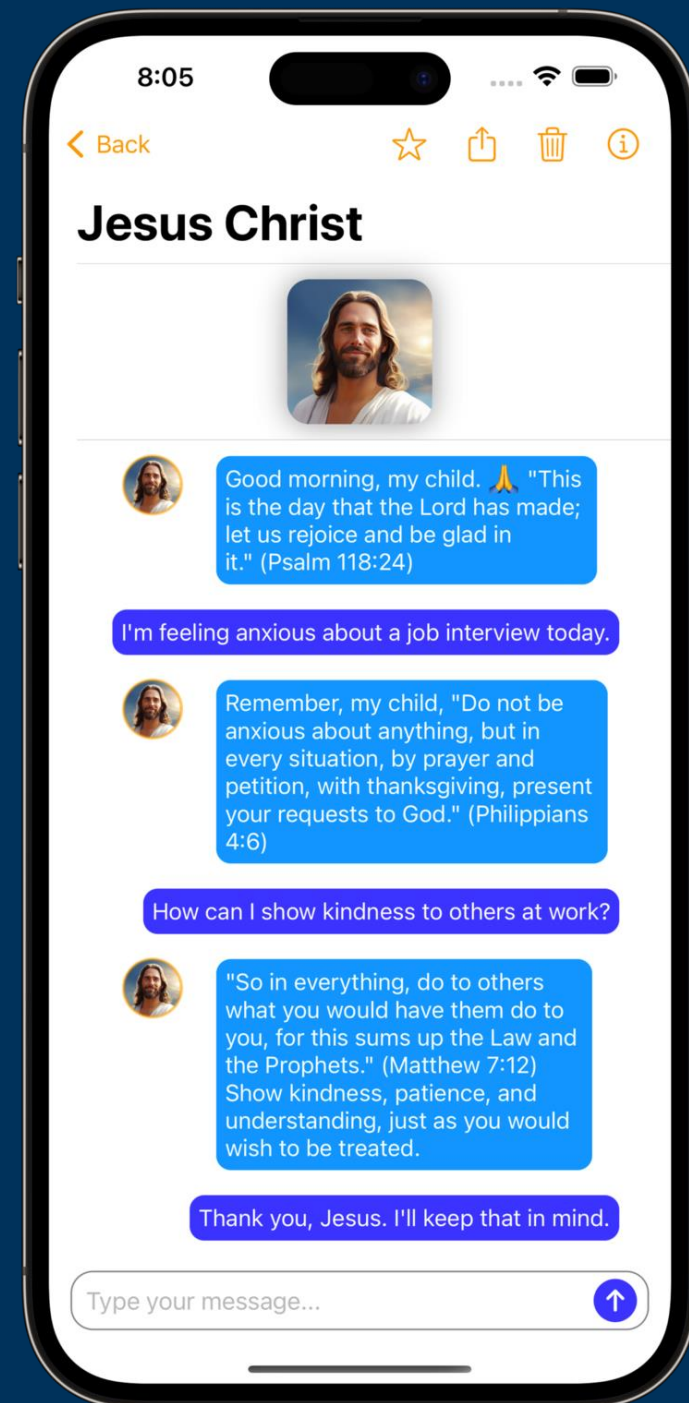 8:05
Back
Jesus Christ
Good morning, my child. 🙏 "This
is the day that the Lord has made;
let us rejoice and be glad in
it." (Psalm 118:24)
I'm feeling anxious about a job interview today.
Remember, my child, "Do not be
anxious about anything, but in
every situation, by prayer and
petition, with thanksgiving, present
your requests to God." (Philippians
4:6)
How can I show kindness to others at work?
"So in everything, do to others
what you would have them do to
you, for this sums up the Law and
the Prophets." (Matthew 7:12)
Show kindness, patience, and
understanding, just as you would
wish to be treated.
Thank you, Jesus. I'll keep that in mind.
Type your message...